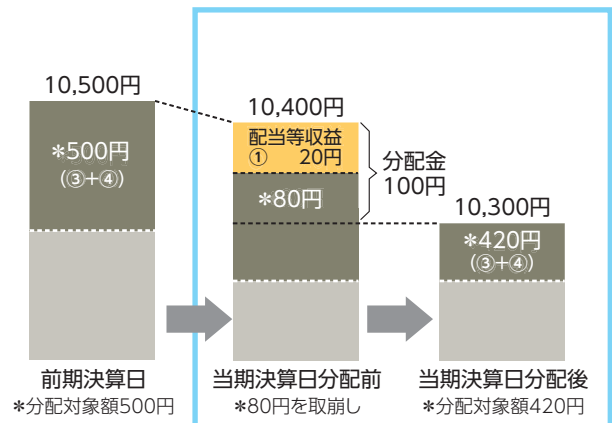 10,500円
*500円
(③+④)
前期決算日
*分配対象額500円
10,400円
配当等収益
① 20円
*80円
分配金
100円
当期決算日分配前
*80円を取崩し
10,300円
*420円
(③+④)
当期決算日分配後
*分配対象額420円